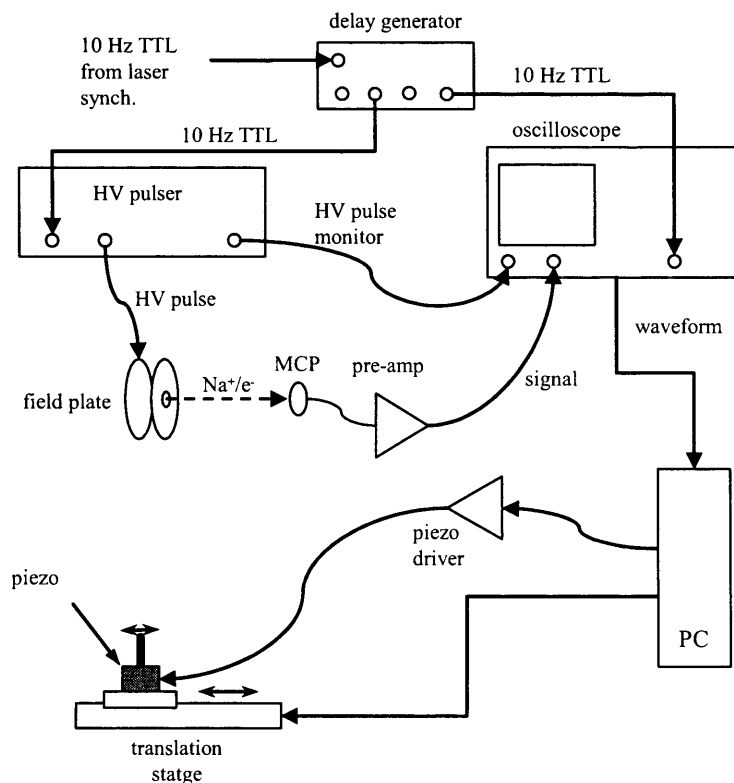 delay generator
10 Hz TTL
from laser
synch.
10 Hz TTL
oscilloscope
10 Hz TTL
HV pulser
HV pulse
monitor
HV pulse
waveform
MCP
pre-amp
Na⁺/e⁻
signal
field plate
piezo
driver
piezo
PC
translation
statge